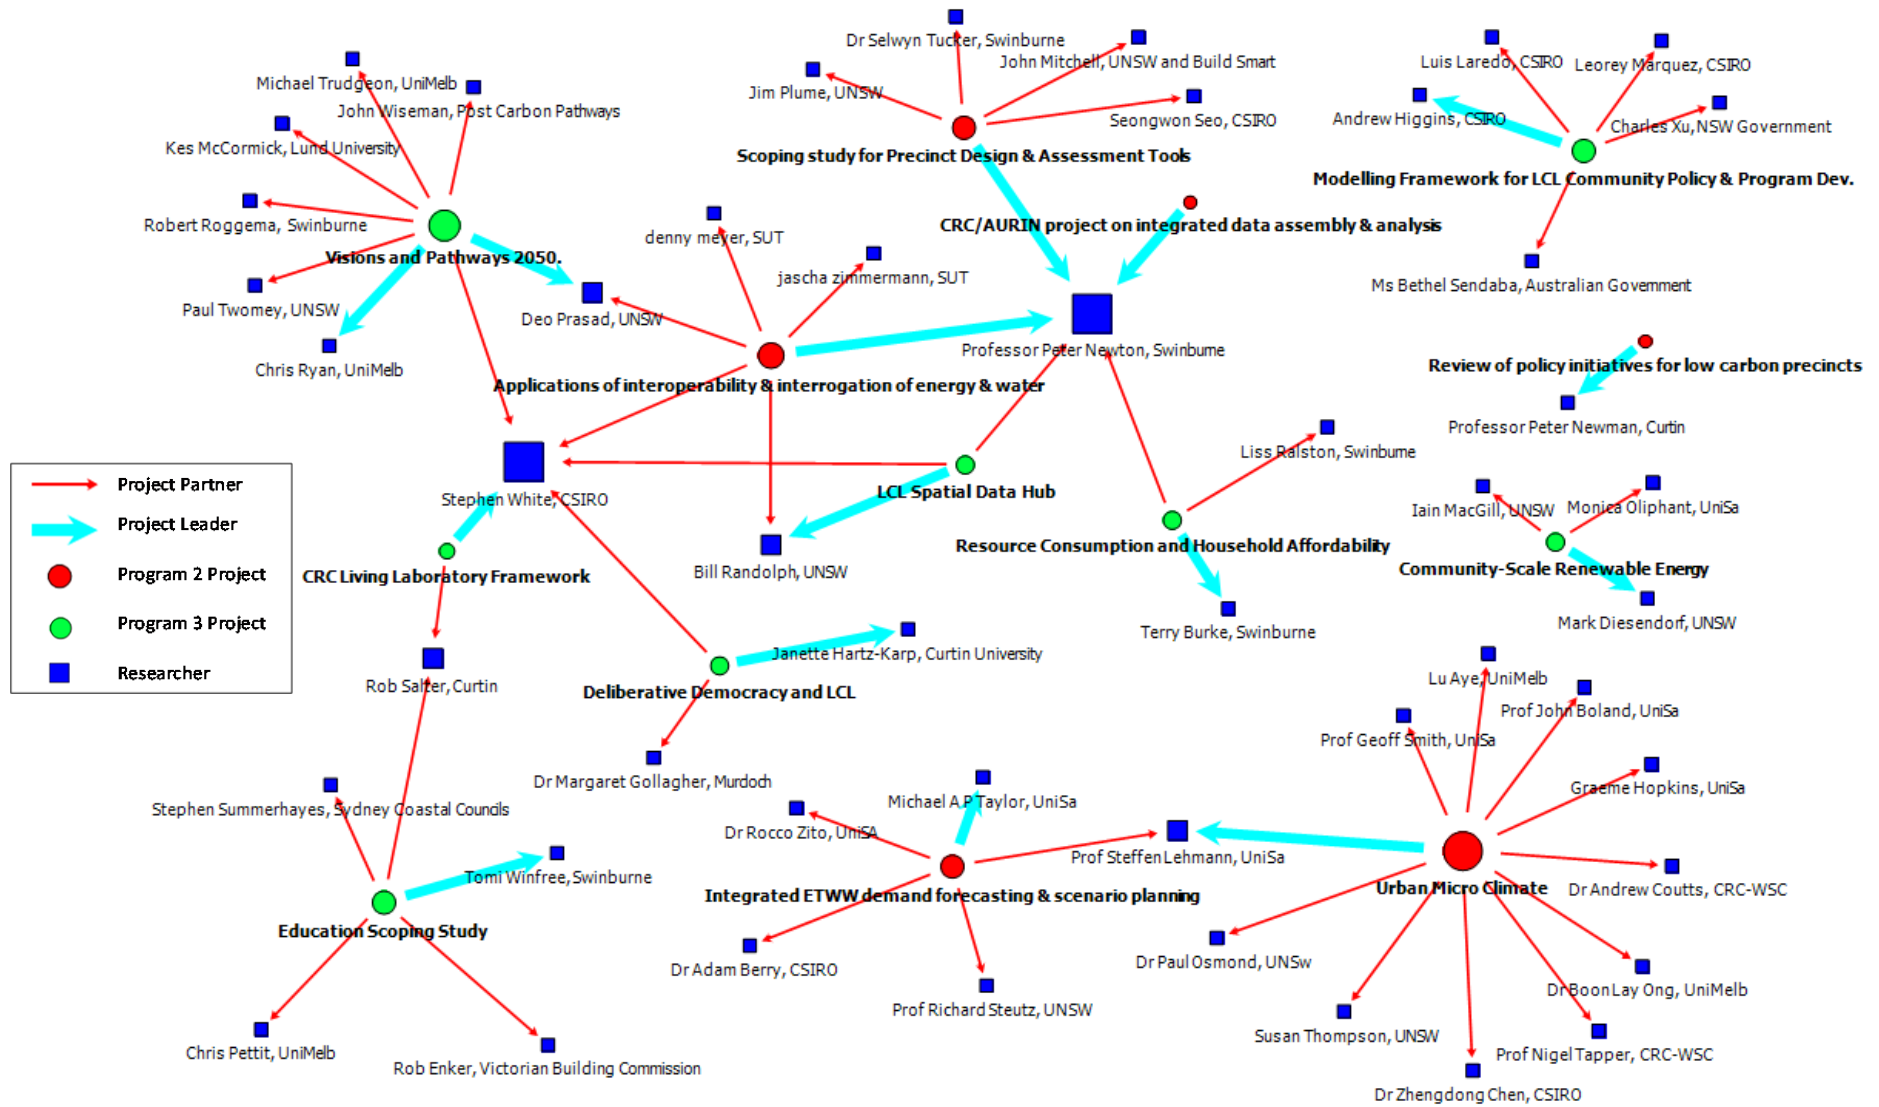 Dr Selwyn Tucker, Swinburne
John Mitchell, UNSW and Build Smart
Luis Laredo, CSIRO
Leorey Marquez, CSIRO
Michael Trudgeon, UniMelb
Jim Plume, UNSW
John Wiseman, Post Carbon Pathways
Seongwon Seo, CSIRO
Andrew Higgins, CSIRO
Charles Xu, NSW Government
Kes McCormick, Lund University
Scoping study for Precinct Design & Assessment Tools
Modelling Framework for LCL Community Policy & Program Dev.
Robert Roggema, Swinburne
CRC/AURIN project on integrated data assembly & analysis
denny meyer, SUT
Visions and Pathways 2050.
jascha zimmermann, SUT
Ms Bethel Sendaba, Australian Government
Paul Twomey, UNSW
Deo Prasad, UNSW
Professor Peter Newton, Swinburne
Chris Ryan, UniMelb
Review of policy initiatives for low carbon precincts
Applications of interoperability & interrogation of energy & water
Professor Peter Newman, Curtin
Liss Ralston, Swinburne
Project Partner
Stephen White, CSIRO
LCL Spatial Data Hub
Iain MacGill, UNSW
Monica Oliphant, UniSa
Project Leader
Resource Consumption and Household Affordability
Program 2 Project
CRC Living Laboratory Framework
Bill Randolph, UNSW
Community-Scale Renewable Energy
Program 3 Project
Terry Burke, Swinburne
Mark Diesendorf, UNSW
Researcher
Rob Salter, Curtin
Janette Hartz-Karp, Curtin University
Deliberative Democracy and LCL
Lu Aye, UniMelb
Prof John Boland, UniSa
Prof Geoff Smith, UniSa
Dr Margaret Gollagher, Murdoch
Graeme Hopkins, UniSa
Stephen Summerhayes, Sydney Coastal Councils
Michael A P Taylor, UniSa
Dr Rocco Zito, UniSA
Prof Steffen Lehmann, UniSa
Tomi Winfree, Swinburne
Integrated ETWW demand forecasting & scenario planning
Urban Micro Climate
Dr Andrew Coutts, CRC-WSC
Education Scoping Study
Dr Adam Berry, CSIRO
Dr Paul Osmond, UNSw
Dr Boon Lay Ong, UniMelb
Prof Richard Steutz, UNSW
Susan Thompson, UNSW
Chris Pettit, UniMelb
Rob Enker, Victorian Building Commission
Prof Nigel Tapper, CRC-WSC
Dr Zhengdong Chen, CSIRO